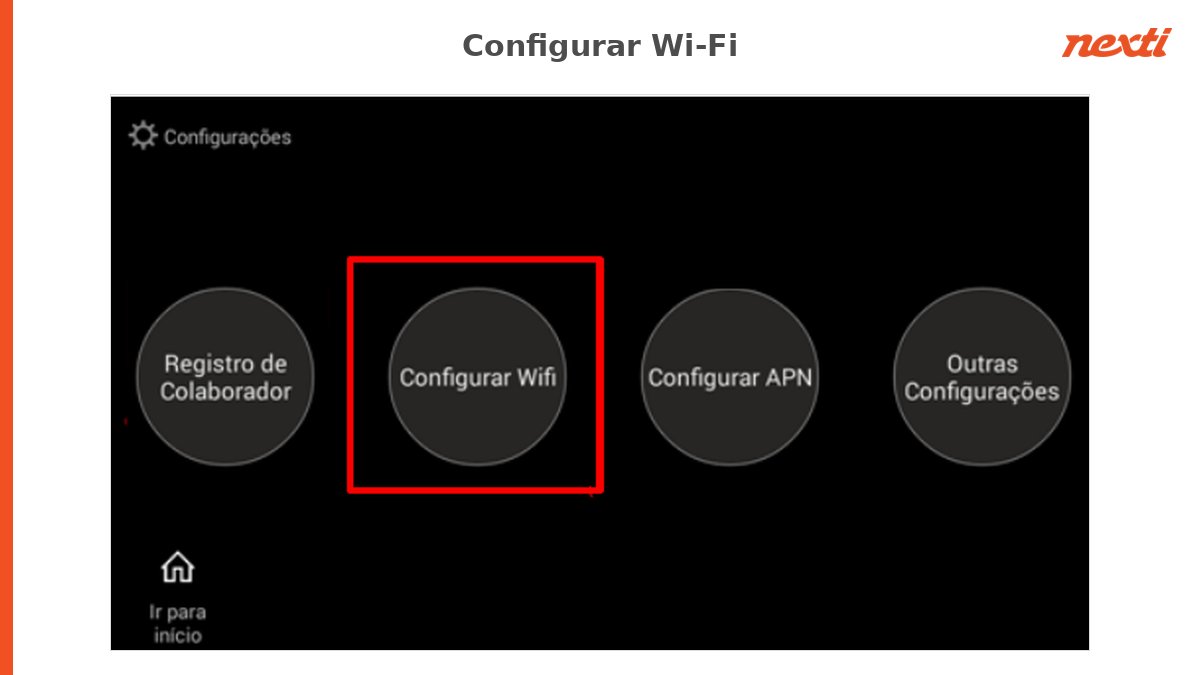 Configurar Wi-Fi
nexti
Configurações
Registro de
Colaborador
Configurar Wifi
Configurar APN
Outras
Configurações
Ir para
início